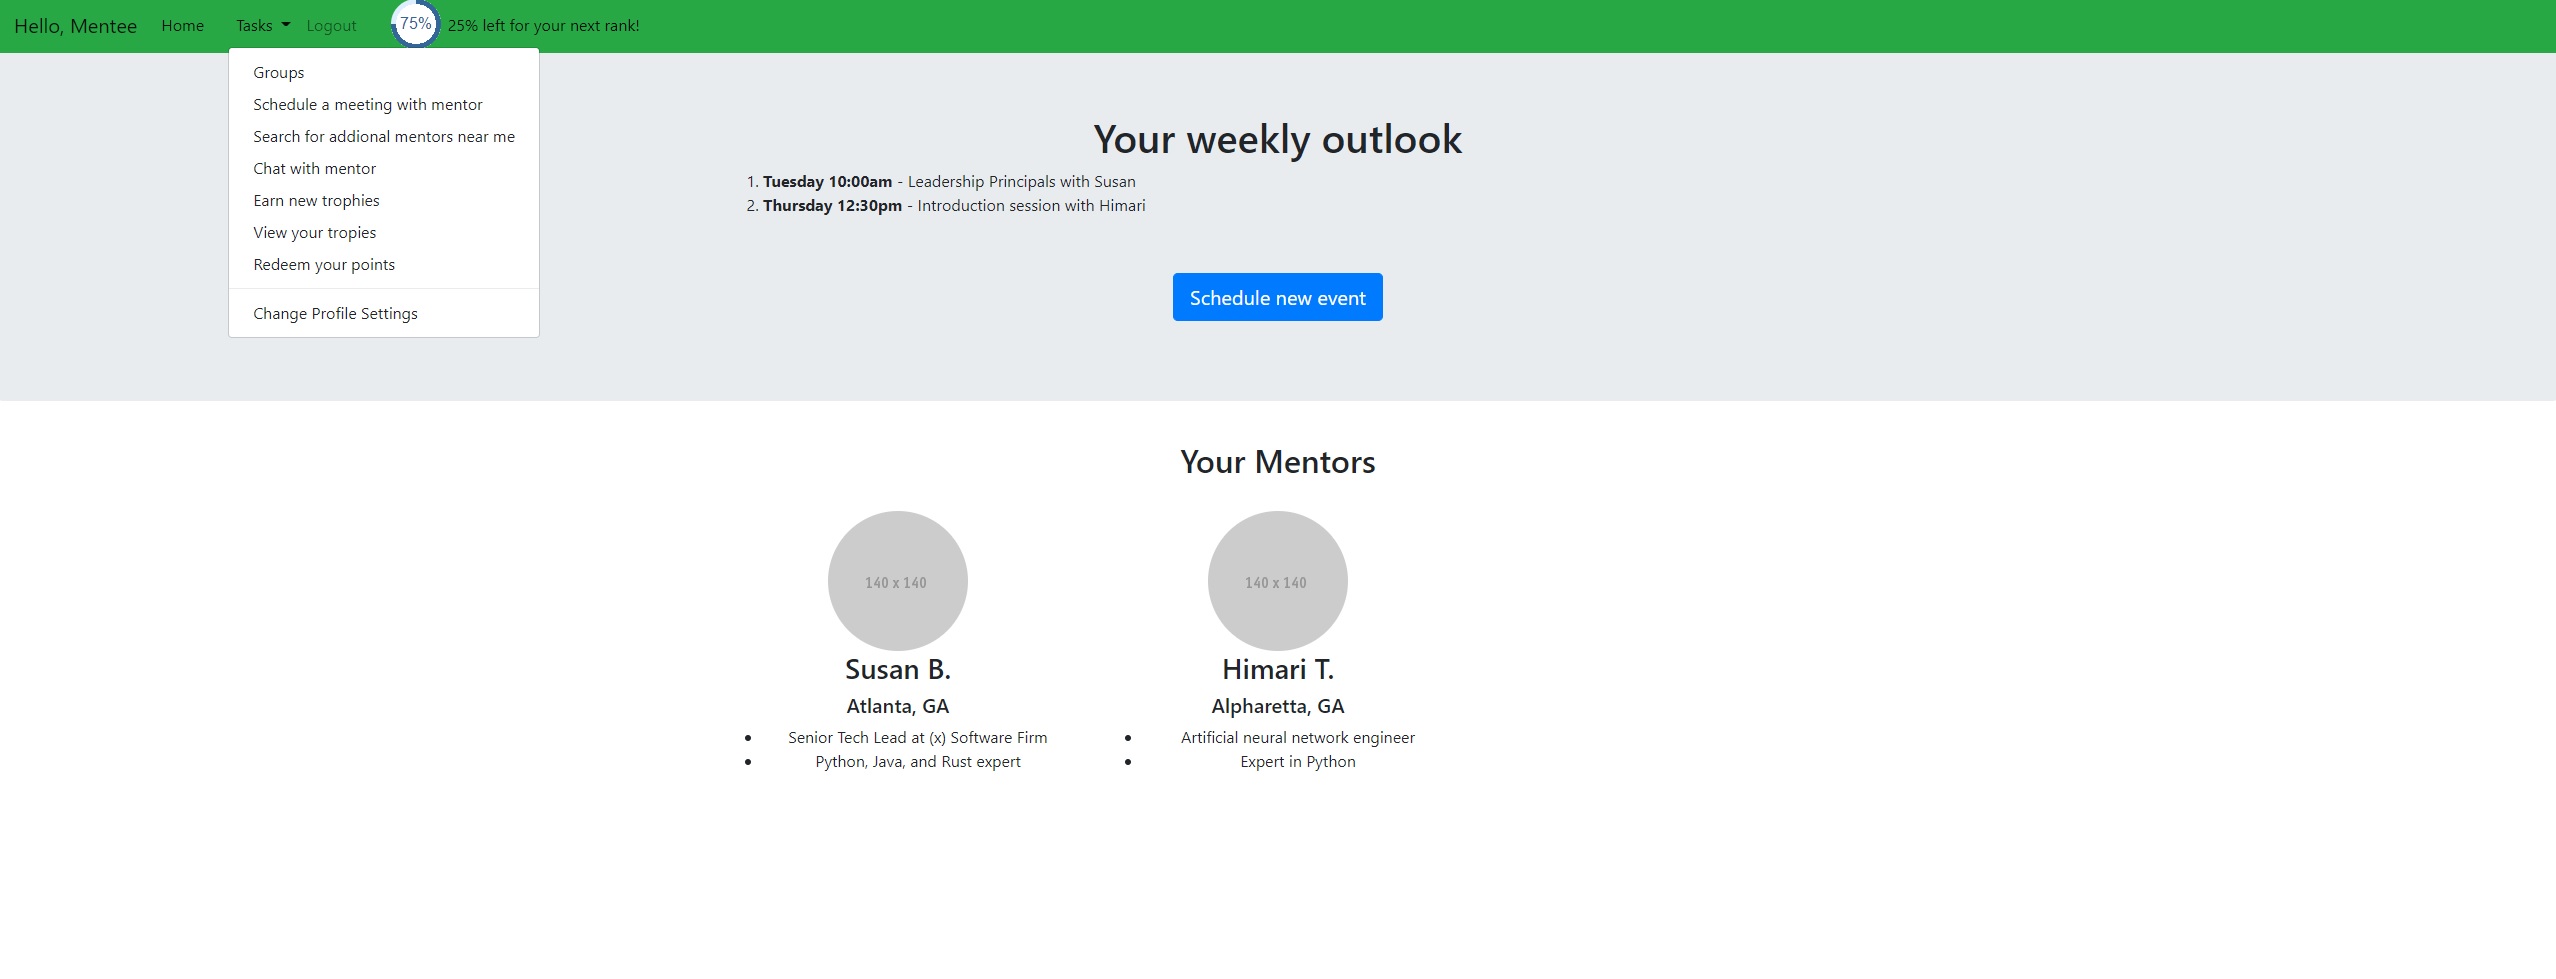 Hello, Mentee Home Tasks Logout 75% 25% left for your next rank!
Groups
Schedule a meeting with mentor
Search for addional mentors near me
Chat with mentor
Earn new trophies
View your tropies
Redeem your points
Change Profile Settings
Your weekly outlook
1. Tuesday 10:00am - Leadership Principals with Susan
2. Thursday 12:30pm - Introduction session with Himari
Schedule new event
Your Mentors
140 x 140
Susan B.
Atlanta, GA
Senior Tech Lead at (x) Software Firm
Python, Java, and Rust expert
140 x 140
Himari T.
Alpharetta, GA
Artificial neural network engineer
Expert in Python